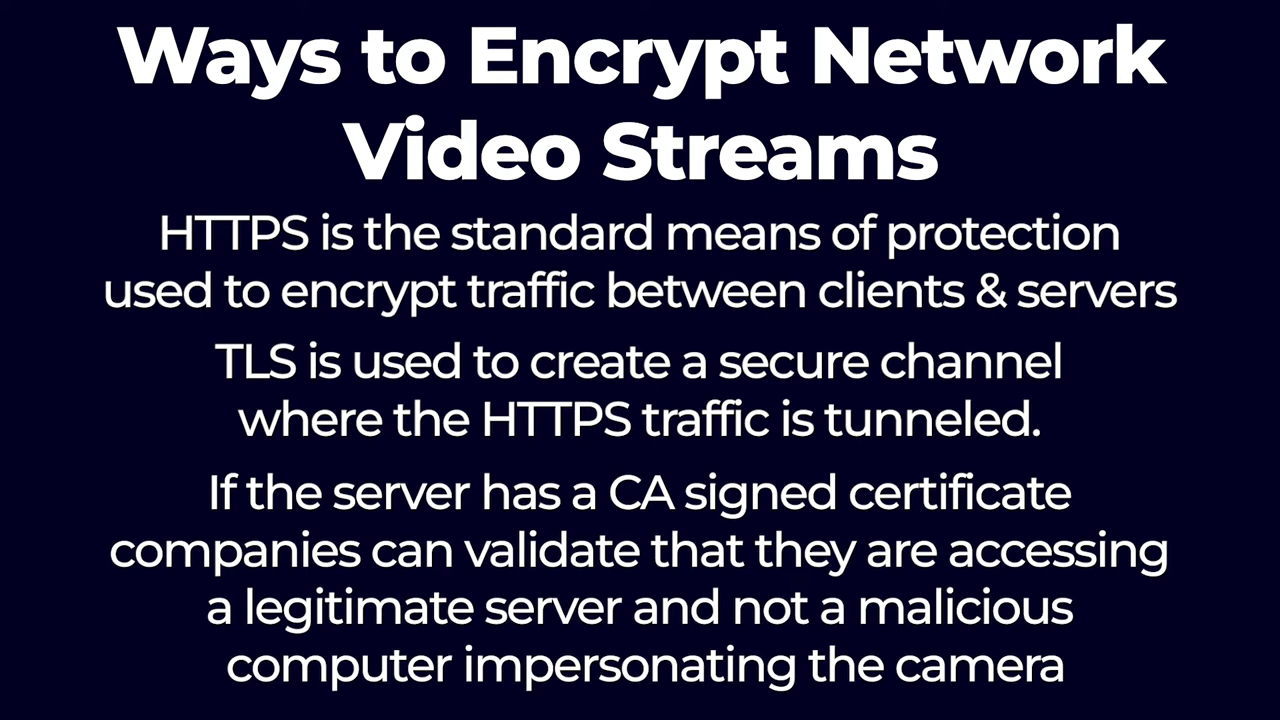 Ways to Encrypt Network
Video Streams
HTTPS is the standard means of protection
used to encrypt traffic between clients & servers
TLS is used to create a secure channel
where the HTTPS traffic is tunneled.
If the server has a CA signed certificate
companies can validate that they are accessing
a legitimate server and not a malicious
computer impersonating the camera